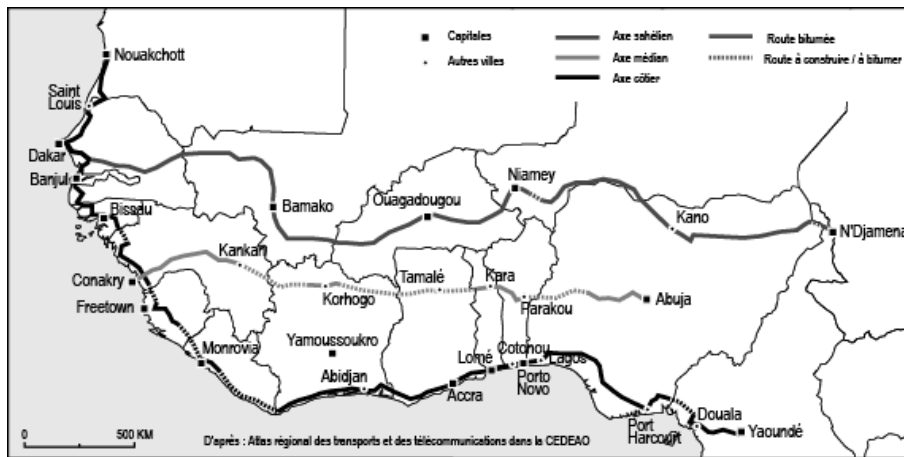 Capitales
Autres villes
Axe sahélien
Axe médian
Axe côtier
Route bitumée
Route à construire / à bitumer
Nouakchott
Saint
Louis
Dakar
Banjul
Bissau
Bamako
Ouagadougou
Niamey
Kano
N'Djamena
Conakry
Kankan
Korhogo
Tamalé
Kara
Parakou
Abuja
Freetown
Monrovia
Yamoussoukro
Abidjan
Accra
Lomé
Cotonou
Porto
Novo
Lagos
Port
Harcourt
Douala
Yaoundé
0
500 KM
D'après : Atlas régional des transports et des télécommunications dans la CEDEAO